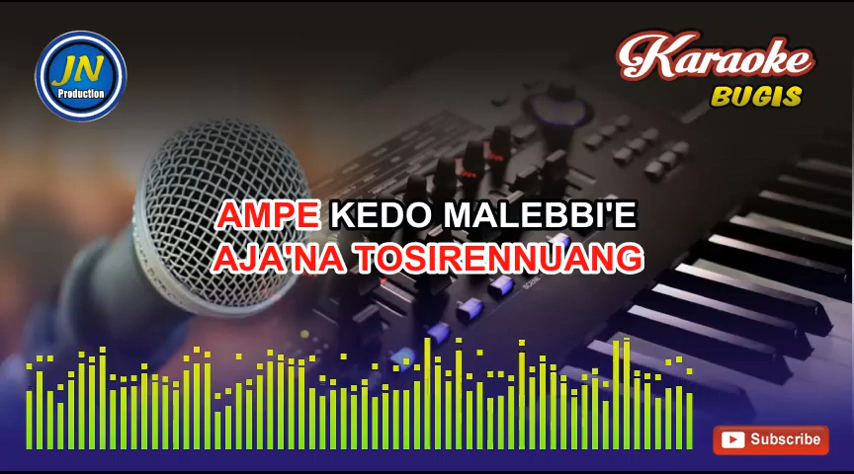 JN
Production
Karaoke
BUGIS
AMPE KEDO MALEBBI'E
AJA'NA TOSIRENNUANG
Subscribe